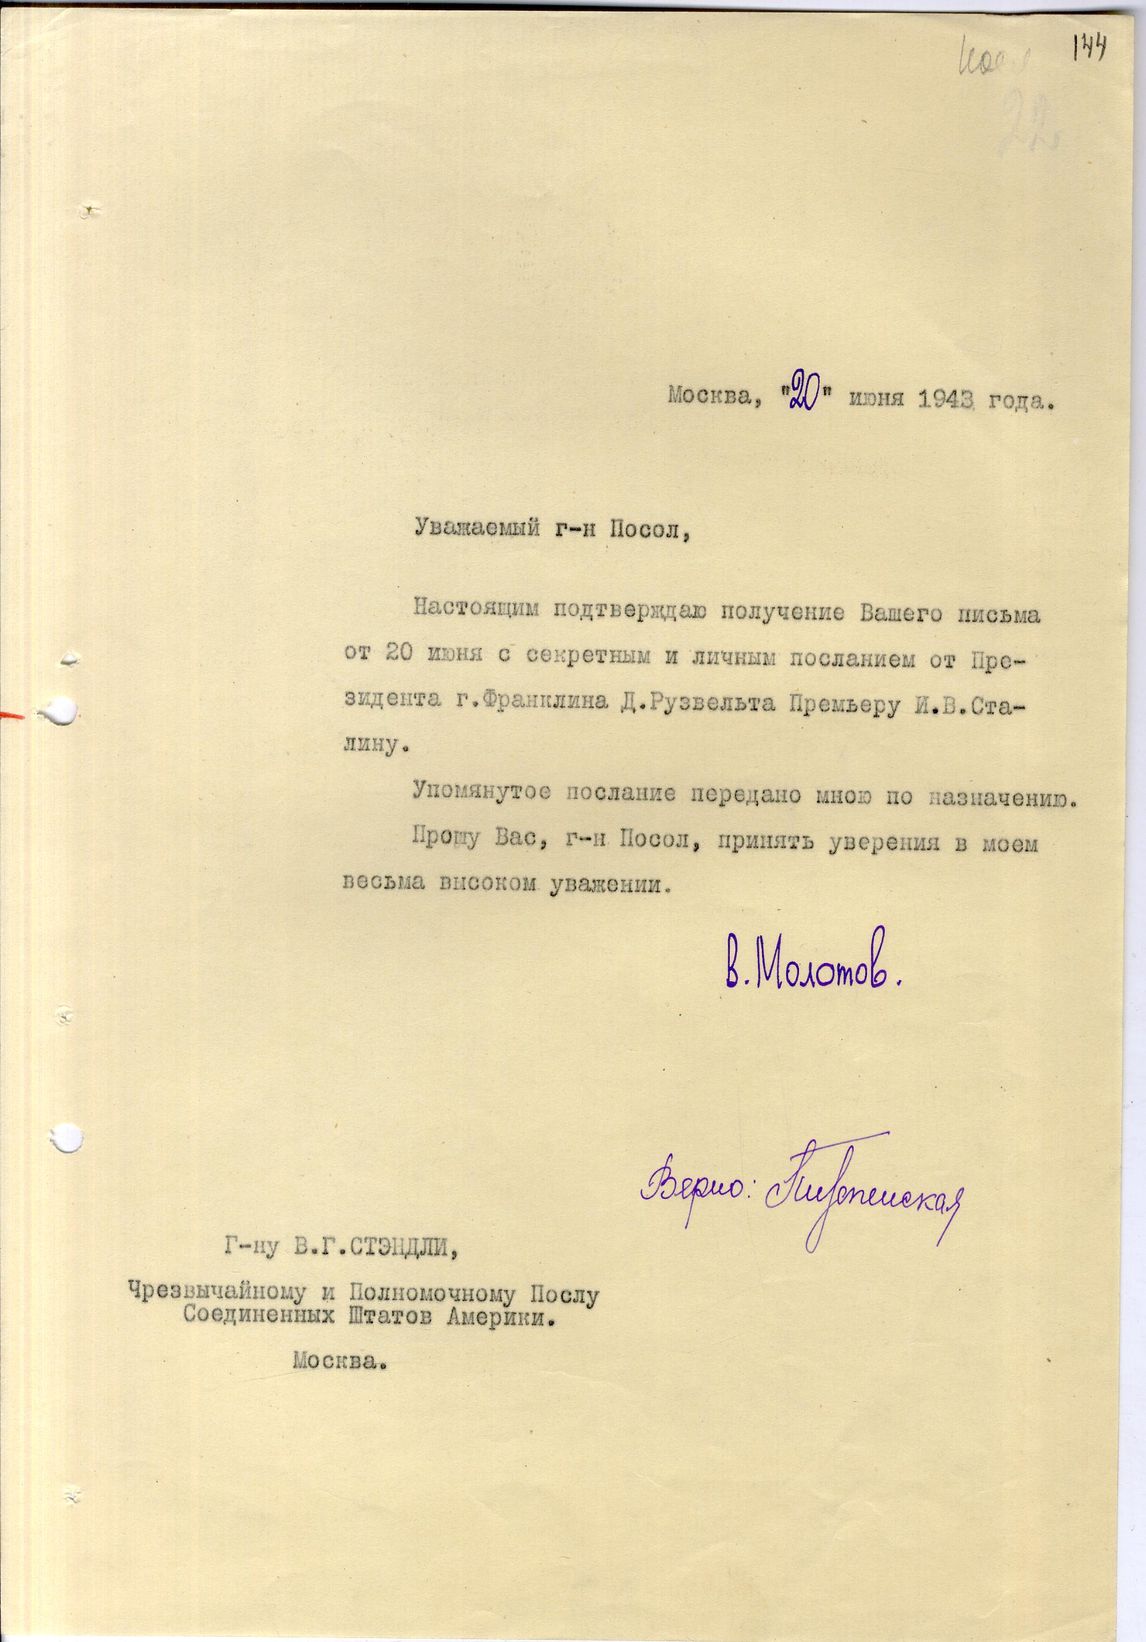 144
22
Москва, "20" июня 1943 года.
Уважаемый г-н Посол,
Настоящим подтверждаю получение Вашего письма
от 20 июня с секретным и личным посланием от Пре-
зидента г.Франклина Д.Рузвельта Премьеру И.В.Ста-
лину.
Упомянутое послание передано мною по назначению.
Прошу Вас, г-н Посол, принять уверения в моем
весьма высоком уважении.
В.Молотов.
Верно:
Г-ну В.Г.СТЭНДЛИ,
Чрезвычайному и Полномочному Послу
Соединенных Штатов Америки.
Москва.